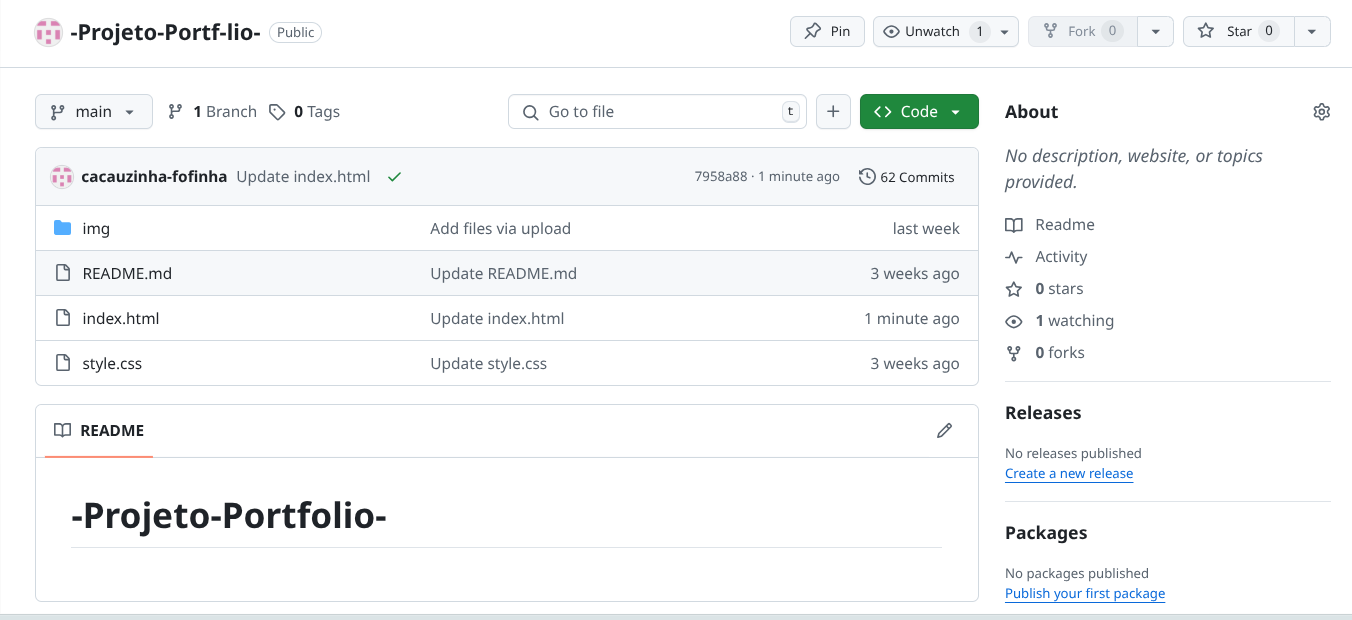 -Projeto-Portf-lio- Public Pin Unwatch 1 Fork 0 Star 0
main 1 Branch 0 Tags Go to file t Code
cacauzinha-fofinha Update index.html 7958a88 · 1 minute ago 62 Commits
img Add files via upload last week
README.md Update README.md 3 weeks ago
index.html Update index.html 1 minute ago
style.css Update style.css 3 weeks ago
README
-Projeto-Portfolio-
About
No description, website, or topics
provided.
Readme
Activity
0 stars
1 watching
0 forks
Releases
No releases published
Create a new release
Packages
No packages published
Publish your first package